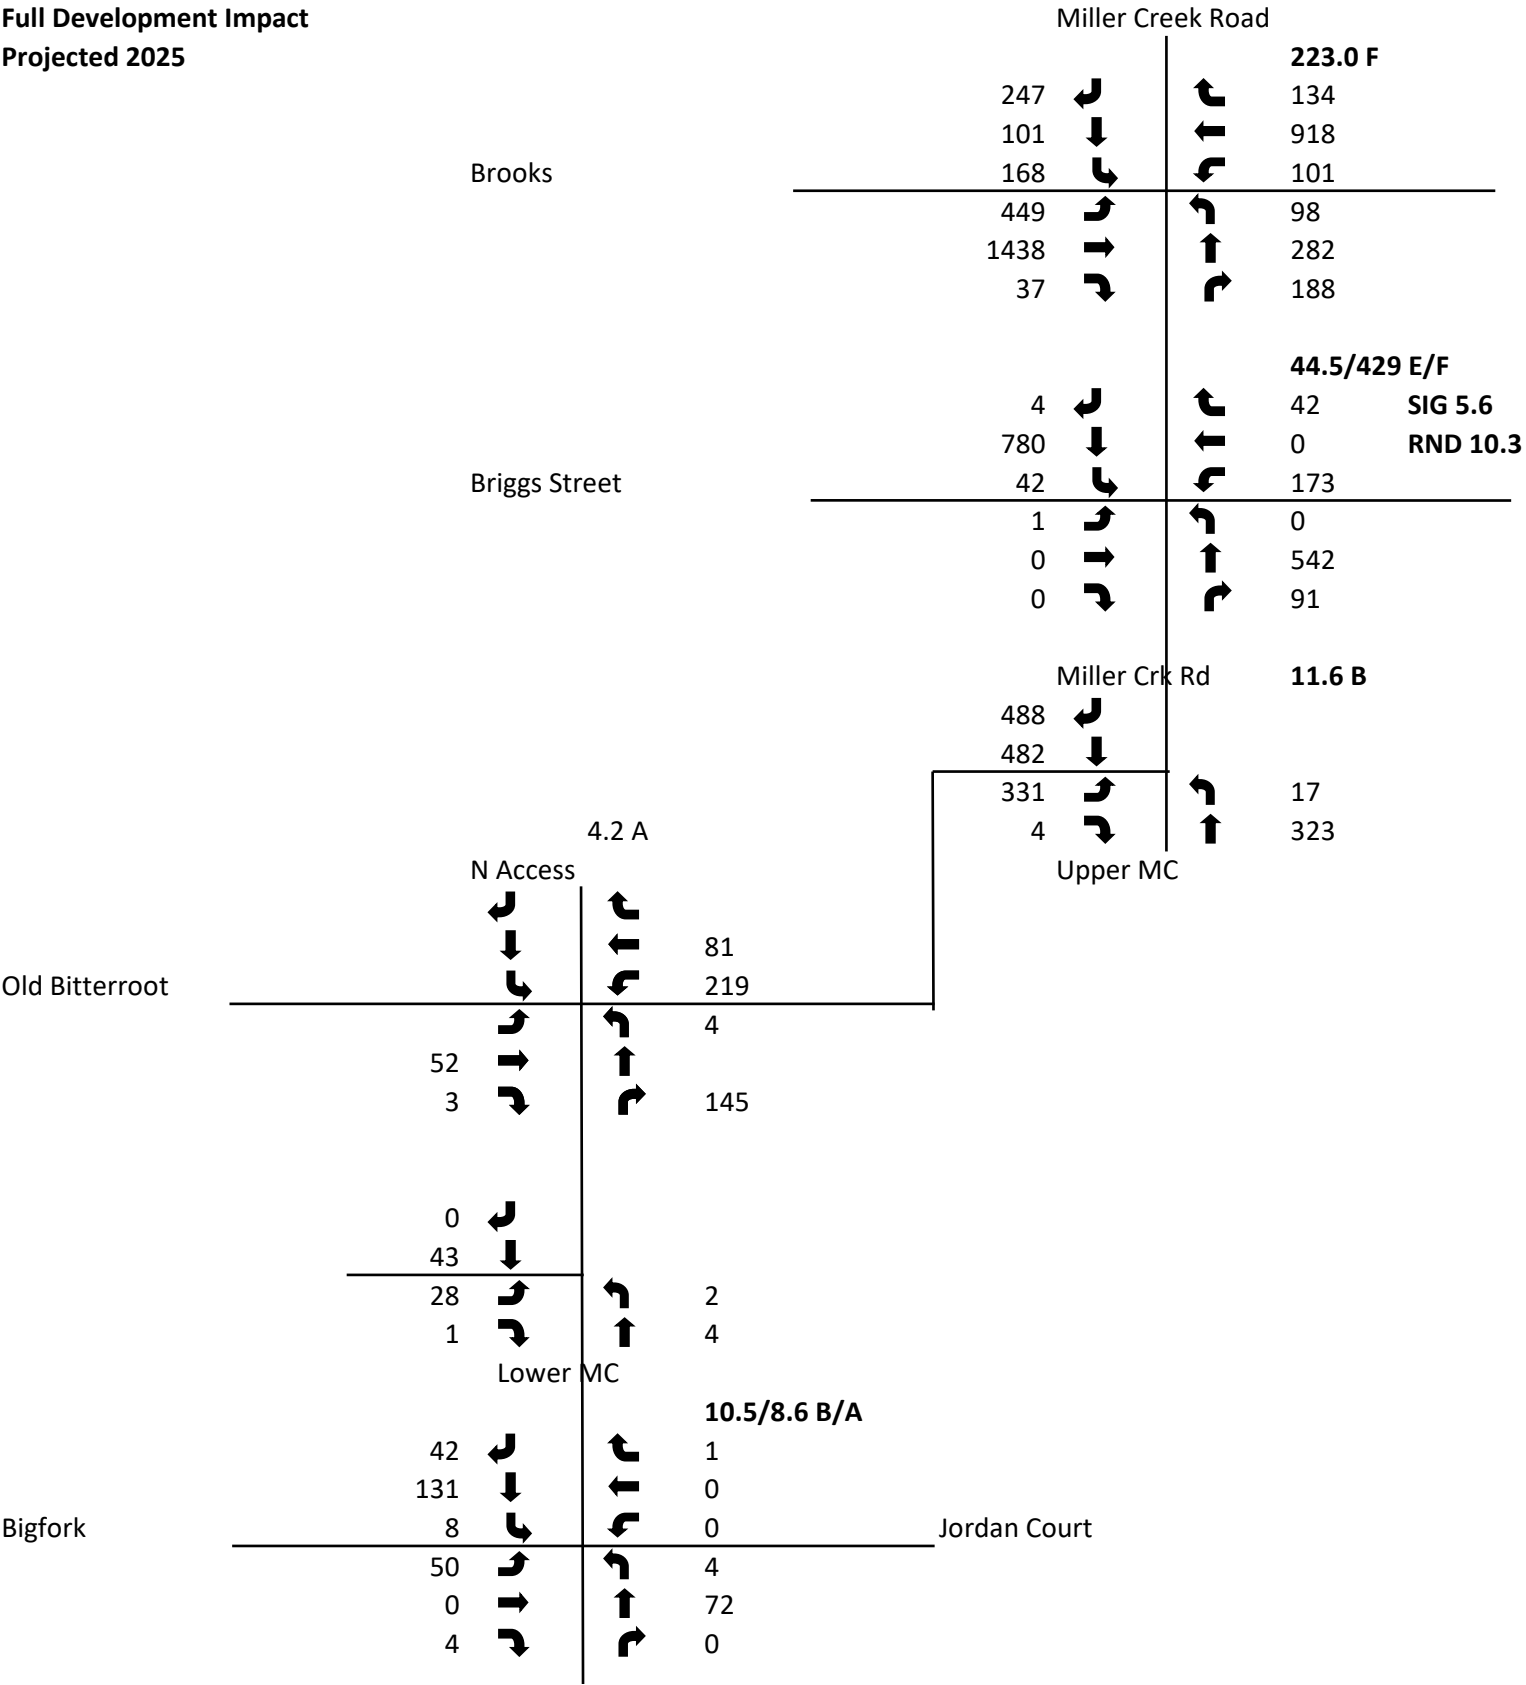 Full Development Impact
Miller Creek Road
Projected 2025
223.0 F
247
134
101
918
Brooks
168
101
449
98
1438
282
37
188
44.5/429 E/F
4
42
SIG 5.6
780
0
RND 10.3
Briggs Street
42
173
1
0
0
542
0
91
Miller Crk Rd
11.6 B
488
482
331
17
4.2 A
4
323
N Access
Upper MC
81
Old Bitterroot
219
4
52
3
145
0
43
28
2
1
4
Lower MC
10.5/8.6 B/A
42
1
131
0
Bigfork
8
0
Jordan Court
50
4
0
72
4
0